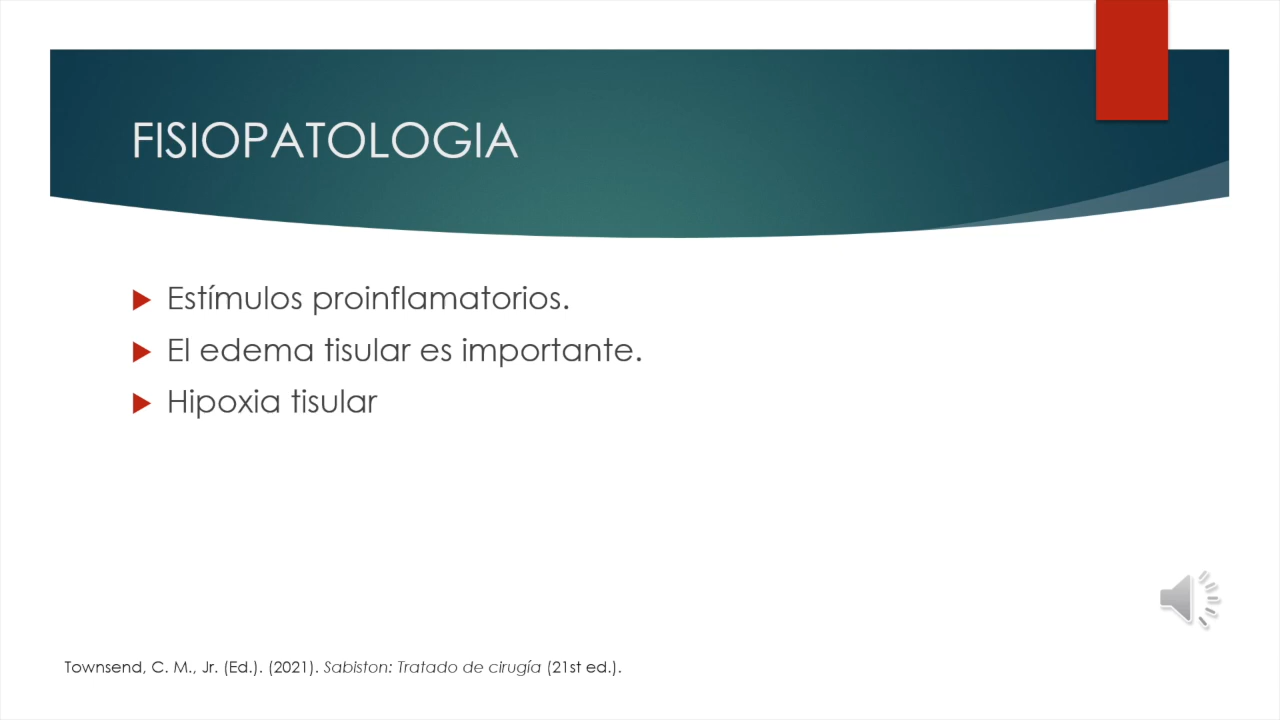 FISIOPATOLOGIA
Estímulos proinflamatorios.
El edema tisular es importante.
Hipoxia tisular
Townsend, C. M., Jr. (Ed.). (2021). Sabiston: Tratado de cirugía (21st ed.).